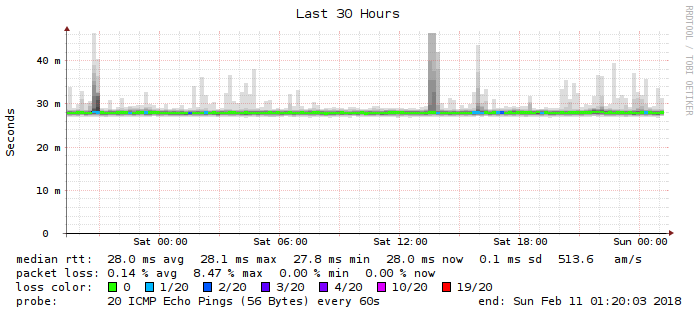 Last 30 Hours
RRDTOOL / TOBI OETIKER
Seconds
40 m
30 m
20 m
10 m
0
Sat 00:00 Sat 06:00 Sat 12:00 Sat 18:00 Sun 00:00
median rtt: 28.0 ms avg 28.1 ms max 27.8 ms min 28.0 ms now 0.1 ms sd 513.6 am/s
packet loss: 0.14 % avg 8.47 % max 0.00 % min 0.00 % now
loss color: 0 1/20 2/20 3/20 4/20 10/20 19/20
probe: 20 ICMP Echo Pings (56 Bytes) every 60s end: Sun Feb 11 01:20:03 2018